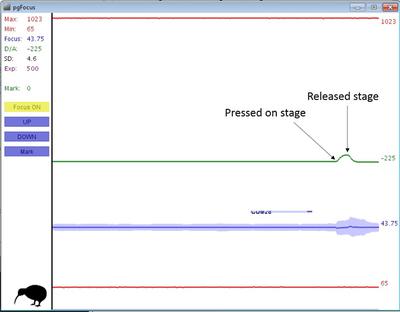 pgFocus
Max: 1023
Min: 65
Focus: 43.75
D/A: -225
SD: 4.6
Exp: 500
Mark: 0
Focus ON
UP
DOWN
Mark
1023
Released stage
Pressed on stage
-225
43.75
65